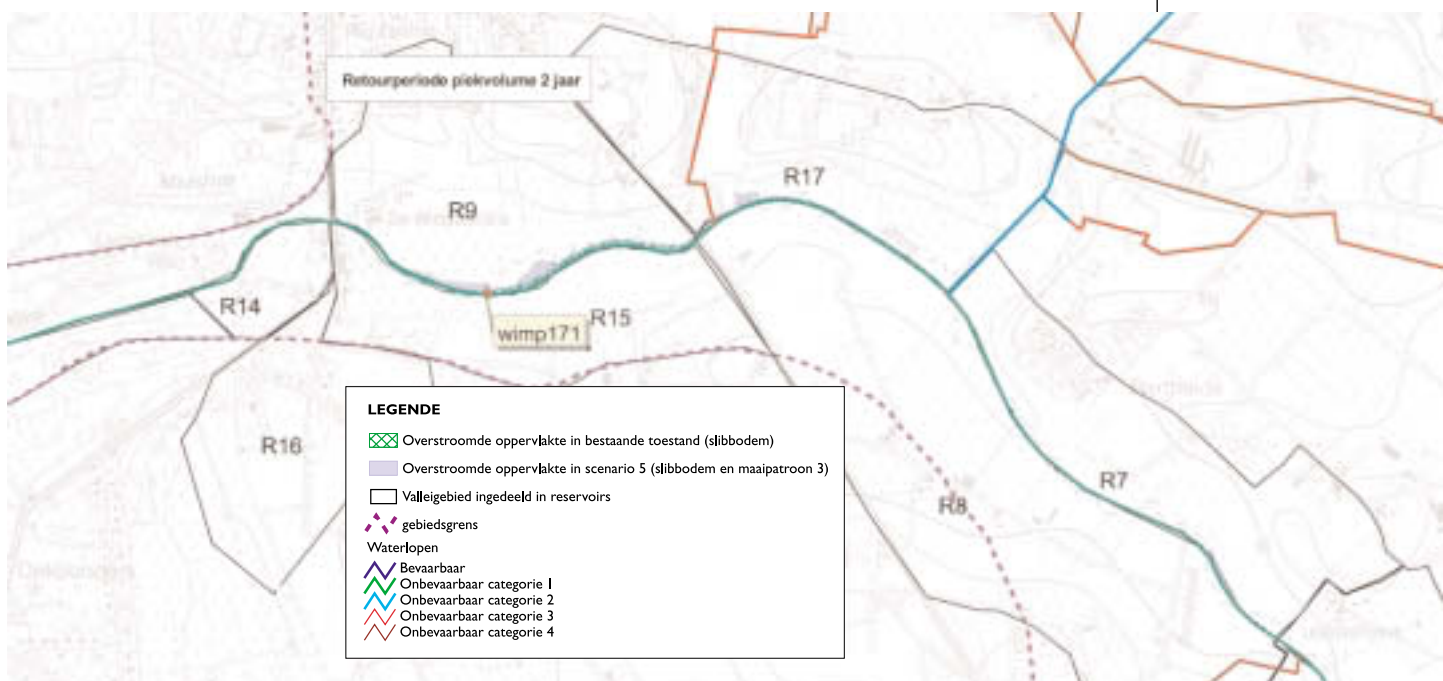 Retourperiode piekvolume 2 jaar
R17
R9
R14
R15
wimp171
R16
R7
R8
LEGENDE
Overstroomde oppervlakte in bestaande toestand (slibbodem)
Overstroomde oppervlakte in scenario 5 (slibbodem en maaipatroon 3)
Valleigebied ingedeeld in reservoirs
gebiedsgrens
Waterlopen
Bevaarbaar
Onbevaarbaar categorie 1
Onbevaarbaar categorie 2
Onbevaarbaar categorie 3
Onbevaarbaar categorie 4